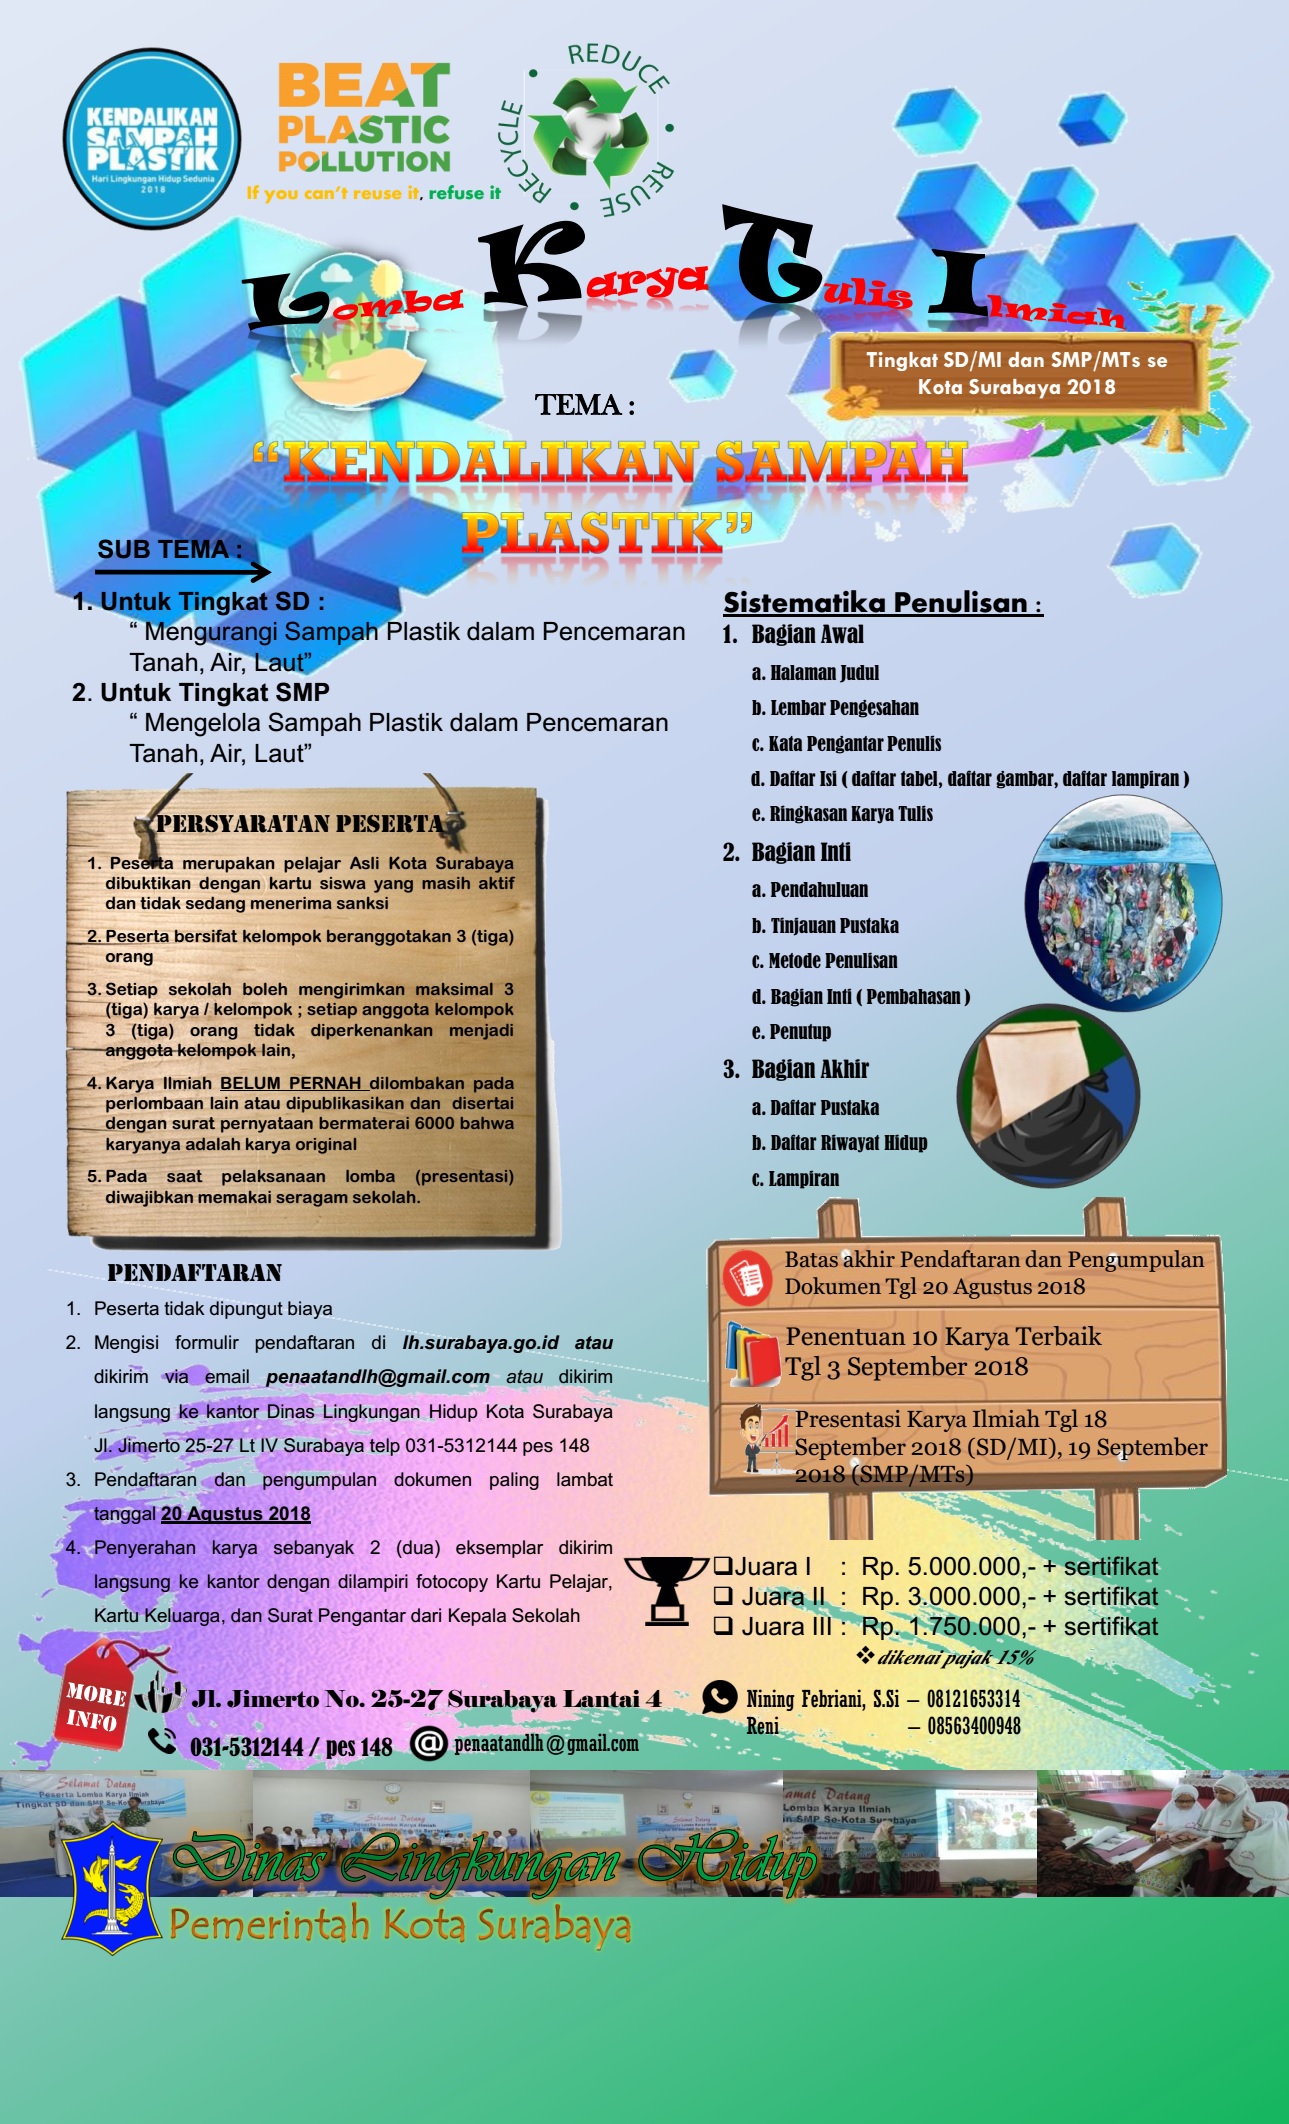 KENDALIKAN
SAMPAH
PLASTIK
Hari Lingkungan Hidup Sedunia
2018
BEAT
PLASTIC
POLLUTION
If you can't reuse it, refuse it
REDUCE
REUSE
RECYCLE
Lomba Karya Tulis Ilmiah
Tingkat SD/MI dan SMP/MTs se
Kota Surabaya 2018
TEMA :
“KENDALIKAN SAMPAH
PLASTIK”
SUB TEMA :
1. Untuk Tingkat SD :
“ Mengurangi Sampah Plastik dalam Pencemaran
Tanah, Air, Laut”
2. Untuk Tingkat SMP
“ Mengelola Sampah Plastik dalam Pencemaran
Tanah, Air, Laut”
PERSYARATAN PESERTA
1. Peserta merupakan pelajar Asli Kota Surabaya
dibuktikan dengan kartu siswa yang masih aktif
dan tidak sedang menerima sanksi
2. Peserta bersifat kelompok beranggotakan 3 (tiga)
orang
3. Setiap sekolah boleh mengirimkan maksimal 3
(tiga) karya / kelompok ; setiap anggota kelompok
3 (tiga) orang tidak diperkenankan menjadi
anggota kelompok lain,
4. Karya Ilmiah BELUM PERNAH dilombakan pada
perlombaan lain atau dipublikasikan dan disertai
dengan surat pernyataan bermaterai 6000 bahwa
karyanya adalah karya original
5. Pada saat pelaksanaan lomba (presentasi)
diwajibkan memakai seragam sekolah.
PENDAFTARAN
1. Peserta tidak dipungut biaya
2. Mengisi formulir pendaftaran di lh.surabaya.go.id atau
dikirim via email penaatandlh@gmail.com atau dikirim
langsung ke kantor Dinas Lingkungan Hidup Kota Surabaya
Jl. Jimerto 25-27 Lt IV Surabaya telp 031-5312144 pes 148
3. Pendaftaran dan pengumpulan dokumen paling lambat
tanggal 20 Agustus 2018
4. Penyerahan karya sebanyak 2 (dua) eksemplar dikirim
langsung ke kantor dengan dilampiri fotocopy Kartu Pelajar,
Kartu Keluarga, dan Surat Pengantar dari Kepala Sekolah
Sistematika Penulisan :
1. Bagian Awal
a. Halaman Judul
b. Lembar Pengesahan
c. Kata Pengantar Penulis
d. Daftar Isi ( daftar tabel, daftar gambar, daftar lampiran )
e. Ringkasan Karya Tulis
2. Bagian Inti
a. Pendahuluan
b. Tinjauan Pustaka
c. Metode Penulisan
d. Bagian Inti ( Pembahasan )
e. Penutup
3. Bagian Akhir
a. Daftar Pustaka
b. Daftar Riwayat Hidup
c. Lampiran
Batas akhir Pendaftaran dan Pengumpulan
Dokumen Tgl 20 Agustus 2018
Penentuan 10 Karya Terbaik
Tgl 3 September 2018
Presentasi Karya Ilmiah Tgl 18
September 2018 (SD/MI), 19 September
2018 (SMP/MTs)
1
❑Juara I : Rp. 5.000.000,- + sertifikat
❑ Juara II : Rp. 3.000.000,- + sertifikat
❑ Juara III : Rp. 1.750.000,- + sertifikat
❖ dikenai pajak 15%
MORE
INFO
Jl. Jimerto No. 25-27 Surabaya Lantai 4
031-5312144 / pes 148
penaatandlh@gmail.com
Nining Febriani, S.Si – 08121653314
Reni – 08563400948
Selamat Datang
Peserta Lomba Karya Ilmiah
Tingkat SD dan SMP Se-Kota Surabaya
Selamat Datang
amat Datang
Lomba Karya Ilmiah
n SMP Se-Kota Surabaya
Dinas Lingkungan Hidup
Pemerintah Kota Surabaya